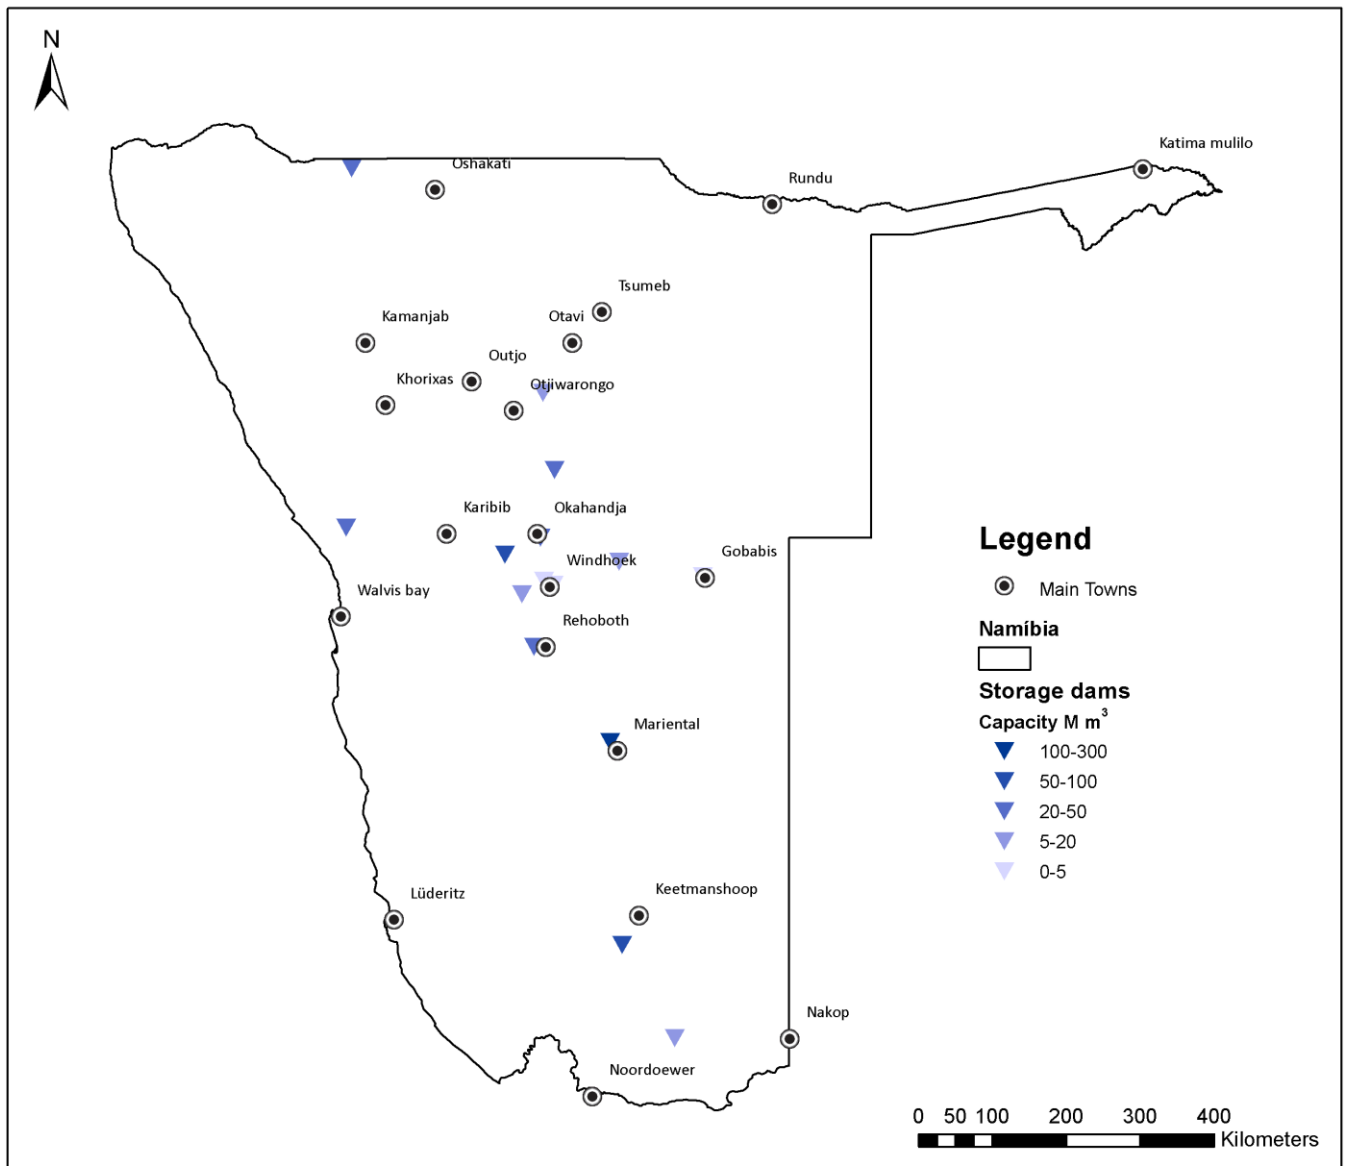 N
Katima mulilo
Oshakati
Rundu
Tsumeb
Kamanjab
Otavi
Outjo
Khorixas
Otjiwarongo
Karibib
Okahandja
Gobabis
Windhoek
Walvis bay
Rehoboth
Mariental
Keetmanshoop
Lüderitz
Nakop
Noordoewer
Legend
Main Towns
Namíbia
Storage dams
Capacity M m³
100-300
50-100
20-50
5-20
0-5
0 50 100 200 300 400
Kilometers